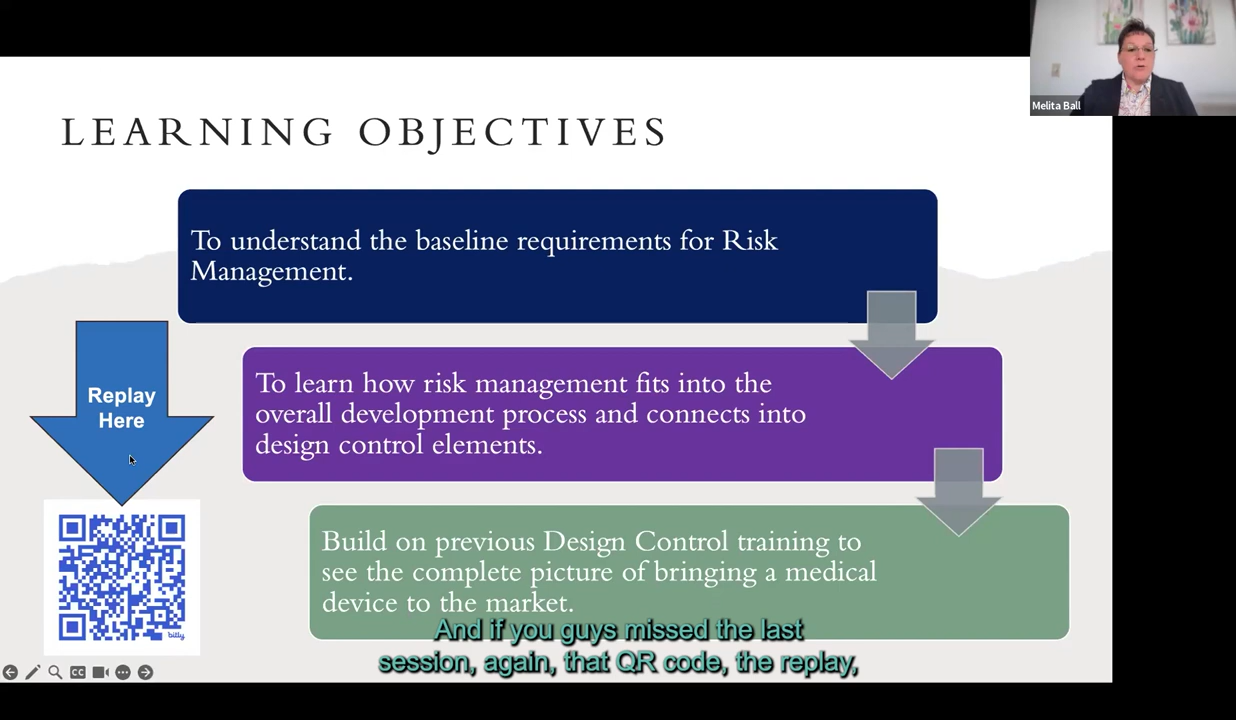 Melita Ball
LEARNING OBJECTIVES
To understand the baseline requirements for Risk
Management.
To learn how risk management fits into the
overall development process and connects into
design control elements.
Replay
Here
Build on previous Design Control training to
see the complete picture of bringing a medical
device to the market.
bitly
And if you guys missed the last
session, again, that QR code, the replay,
CC